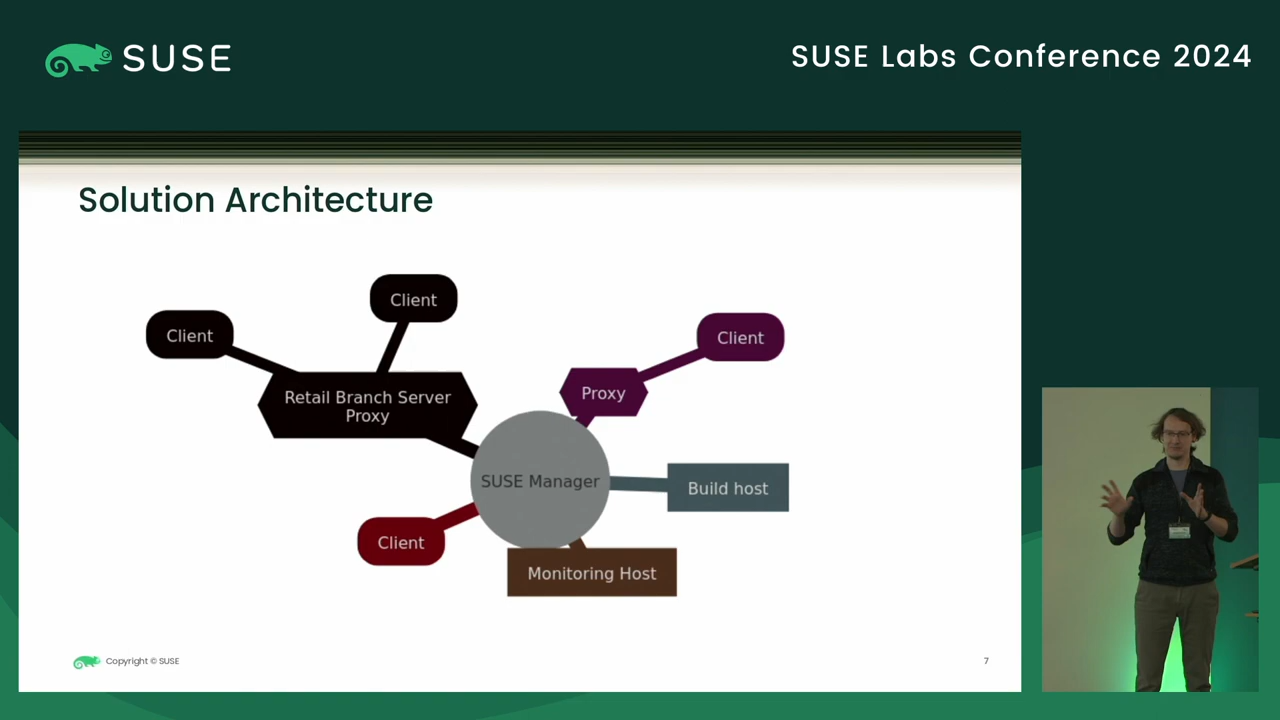 SUSE
SUSE Labs Conference 2024
Solution Architecture
Client
Client
Client
Retail Branch Server
Proxy
Proxy
SUSE Manager
Build host
Client
Monitoring Host
Copyright © SUSE
7